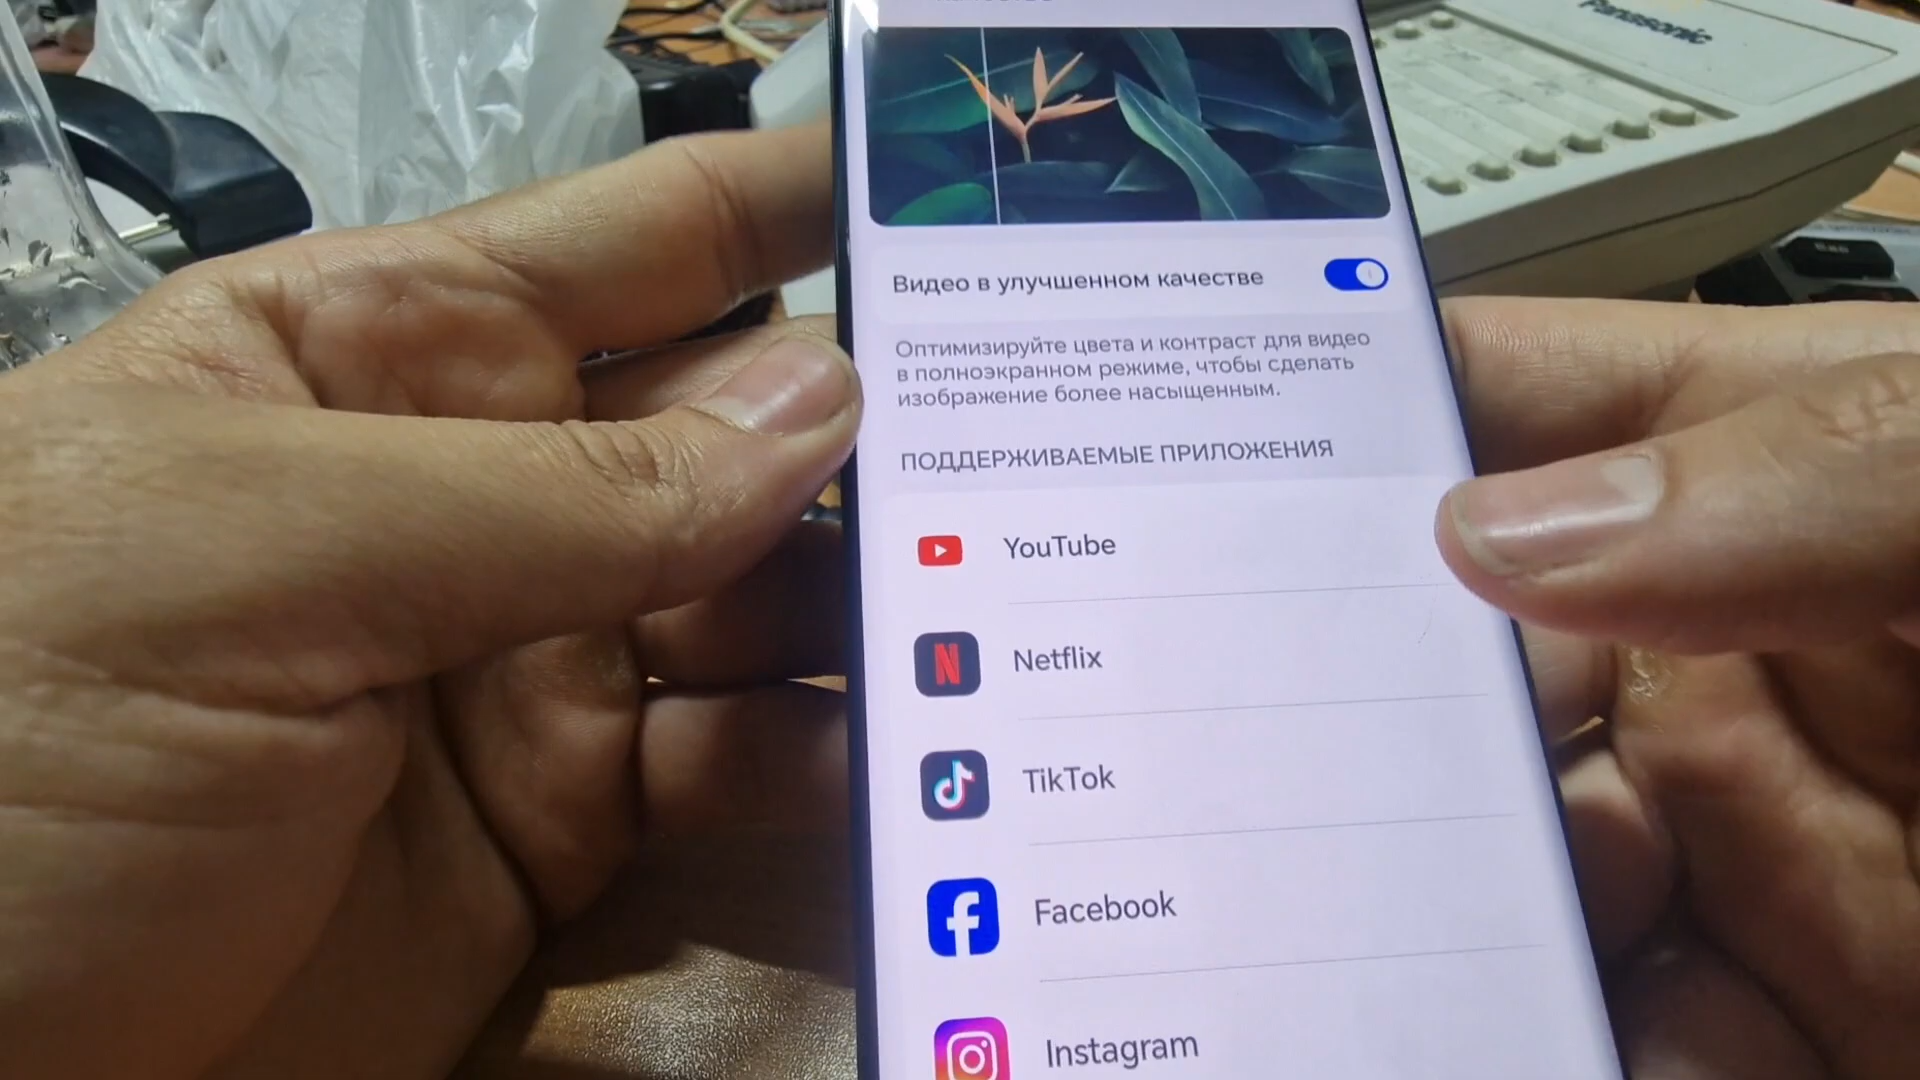 Panasonic
Видео в улучшенном качестве
Оптимизируйте цвета и контраст для видео
в полноэкранном режиме, чтобы сделать
изображение более насыщенным.
ПОДДЕРЖИВАЕМЫЕ ПРИЛОЖЕНИЯ
YouTube
Netflix
TikTok
Facebook
Instagram